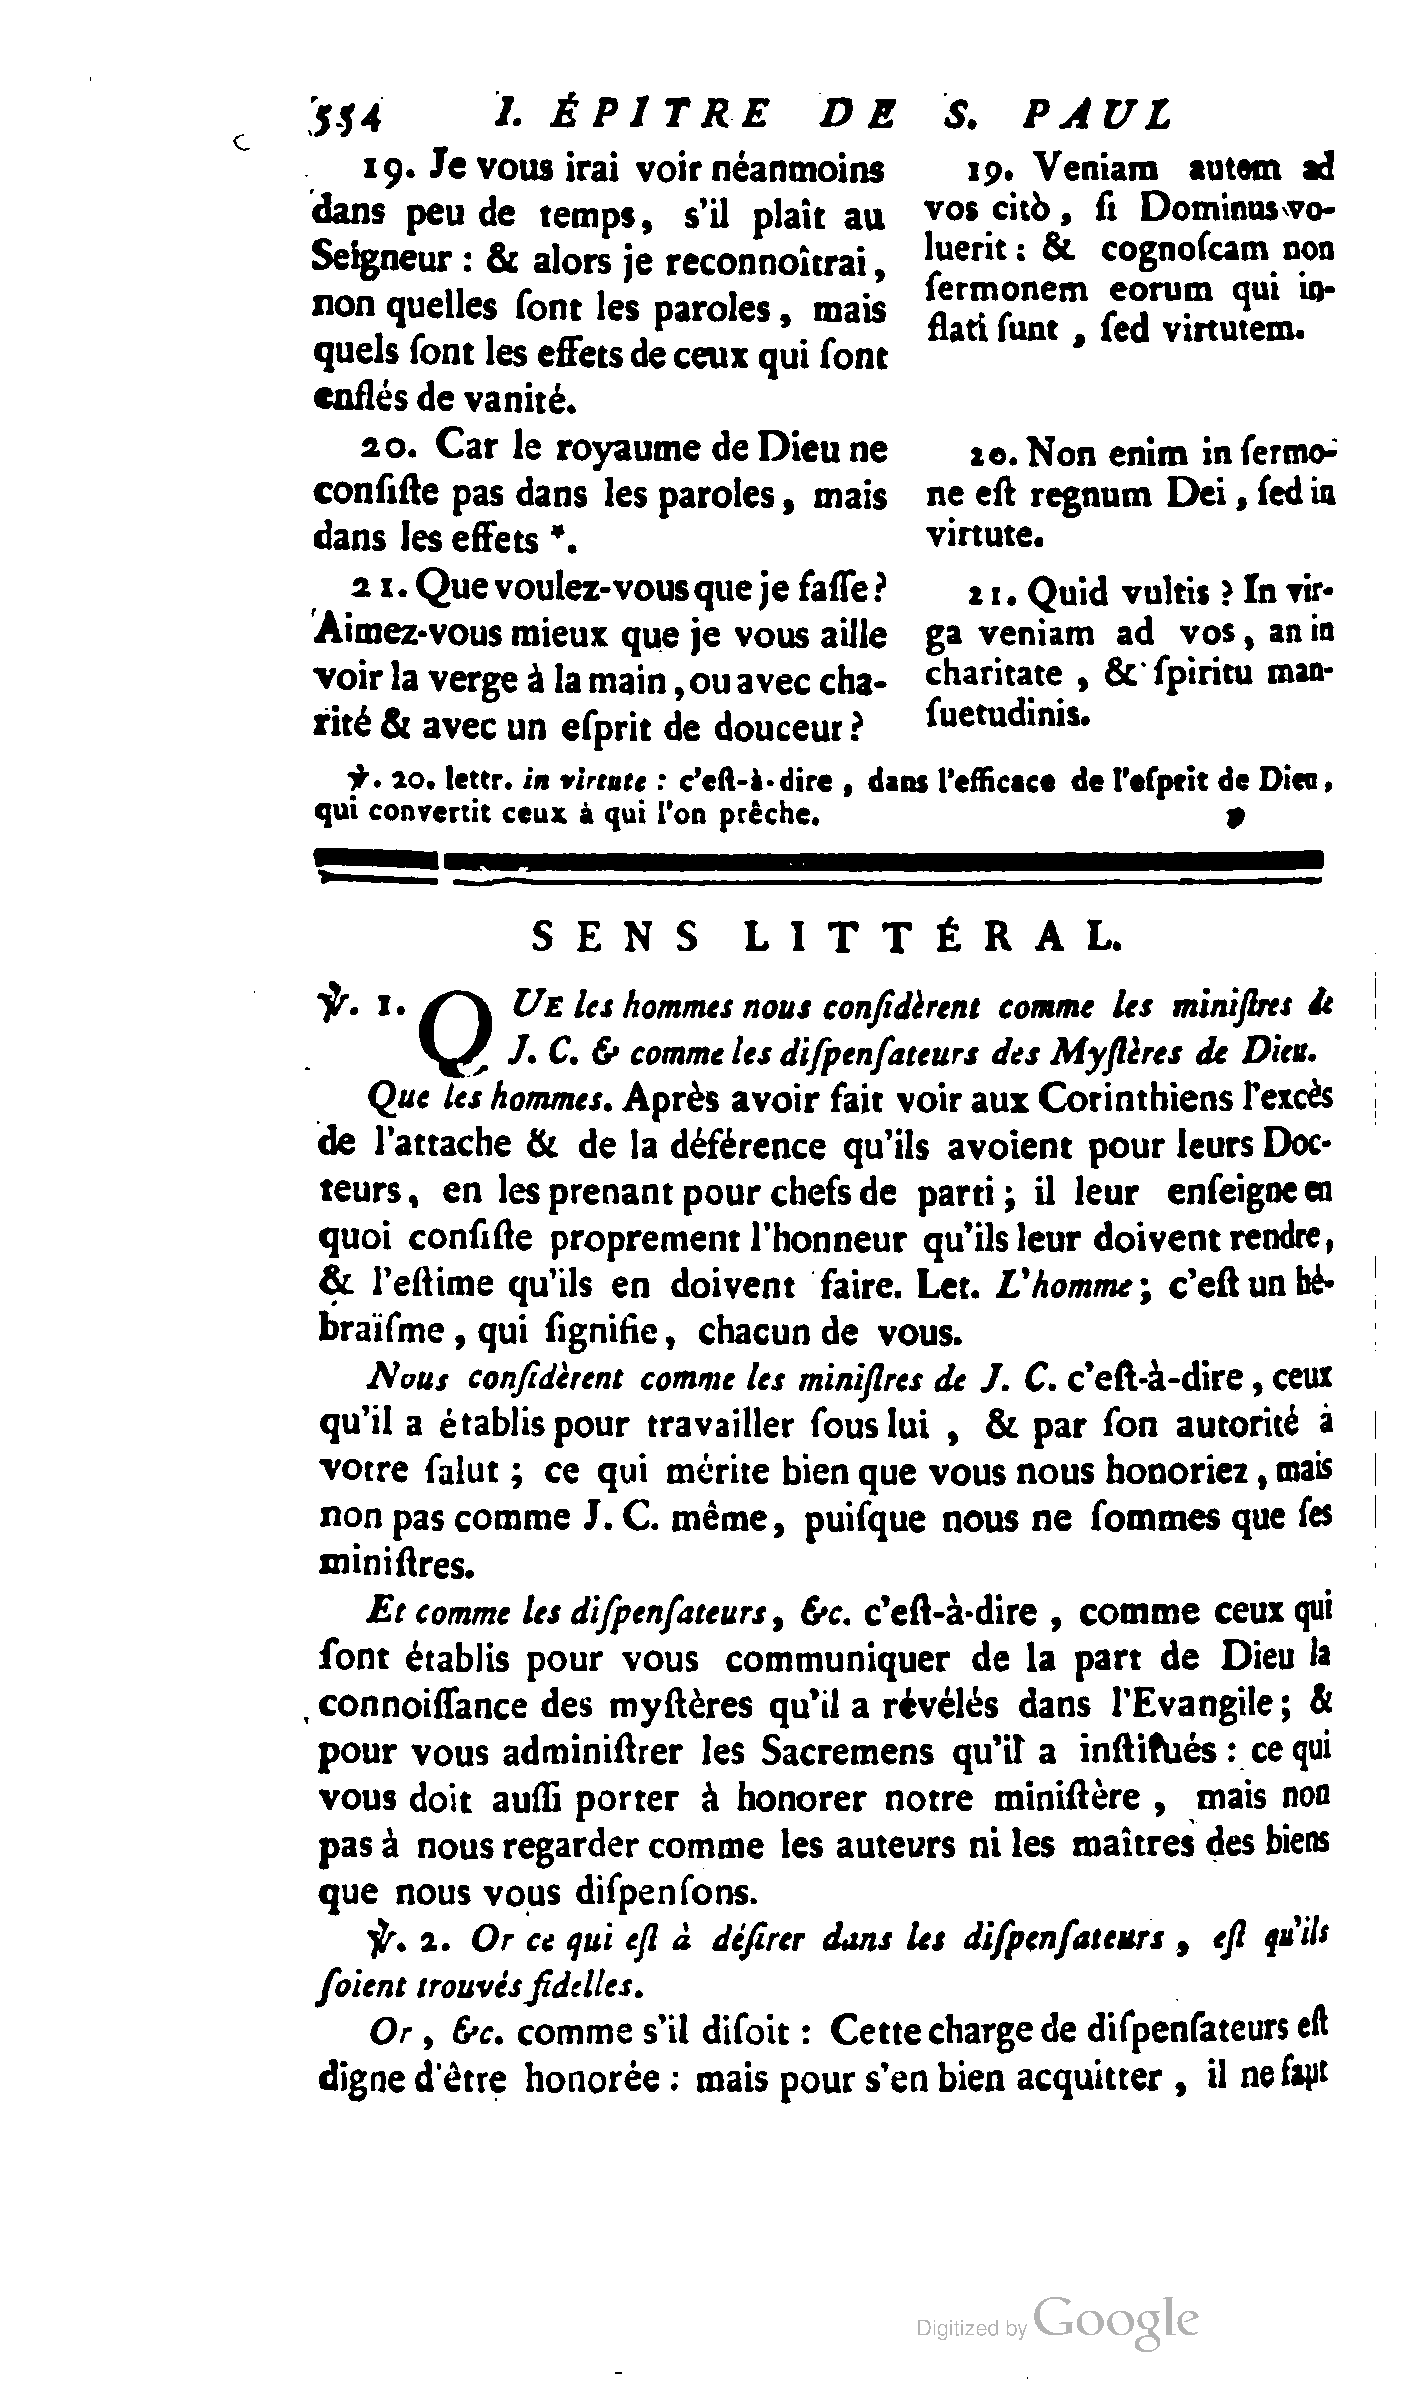 554 I. ÉPITRE DE S. PAUL
19. Je vous irai voir néanmoins
dans peu de temps, s'il plaît au
Seigneur : & alors je reconnoîtrai,
non quelles ſont les paroles, mais
quels ſont les effets de ceux qui ſont
enflés de vanité.
20. Car le royaume de Dieu ne
conſiſte pas dans les paroles, mais
dans les effets *.
21. Que voulez-vous que je faſſe ?
Aimez-vous mieux que je vous aille
voir la verge à la main, ou avec cha-
rité & avec un eſprit de douceur ?
19. Veniam autem ad
vos citò, ſi Dominus vo-
luerit : & cognoſcam non
ſermonem eorum qui in-
flati ſunt, ſed virtutem.
20. Non enim in ſermo-
ne eſt regnum Dei, ſed in
virtute.
21. Quid vultis ? In vir-
ga veniam ad vos, an in
charitate, & ſpiritu man-
ſuetudinis.
℣. 20. lettr. in virtute : c'eſt-à-dire, dans l'efficace de l'eſprit de Dieu,
qui convertit ceux à qui l'on prêche.
SENS LITTÉRAL.
℣. 1. QUE les hommes nous conſidèrent comme les miniſtres de
J. C. & comme les diſpenſateurs des Myſtères de Dieu.
Que les hommes. Après avoir fait voir aux Corinthiens l'excès
de l'attache & de la déférence qu'ils avoient pour leurs Doc-
teurs, en les prenant pour chefs de parti ; il leur enſeigne en
quoi conſiſte proprement l'honneur qu'ils leur doivent rendre,
& l'eſtime qu'ils en doivent faire. Let. L'homme ; c'eſt un hé-
braïſme, qui ſignifie, chacun de vous.
Nous conſidèrent comme les miniſtres de J. C. c'eſt-à-dire, ceux
qu'il a établis pour travailler ſous lui, & par ſon autorité à
votre ſalut ; ce qui mérite bien que vous nous honoriez, mais
non pas comme J. C. même, puiſque nous ne ſommes que ſes
miniſtres.
Et comme les diſpenſateurs, &c. c'eſt-à-dire, comme ceux qui
ſont établis pour vous communiquer de la part de Dieu la
connoiſſance des myſtères qu'il a révélés dans l'Evangile ; &
pour vous adminiſtrer les Sacremens qu'il a inſtitués : ce qui
vous doit auſſi porter à honorer notre miniſtère, mais non
pas à nous regarder comme les auteurs ni les maîtres des biens
que nous vous diſpenſons.
℣. 2. Or ce qui eſt à déſirer dans les diſpenſateurs, eſt qu'ils
ſoient trouvés fidelles.
Or, &c. comme s'il diſoit : Cette charge de diſpenſateurs eſt
digne d'être honorée : mais pour s'en bien acquitter, il ne faut
Digitized by Google